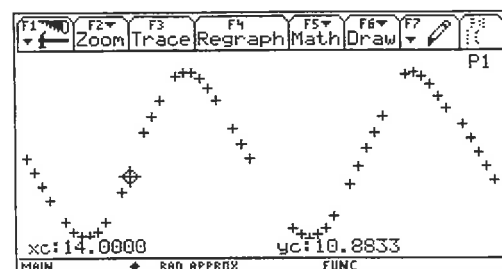 F1 F2 F3 F4 F5 F6 F7
Zoom Trace Regraph Math Draw
P1
xc:14.0000 yc:10.8833
MAIN RAD APPROX FUNC